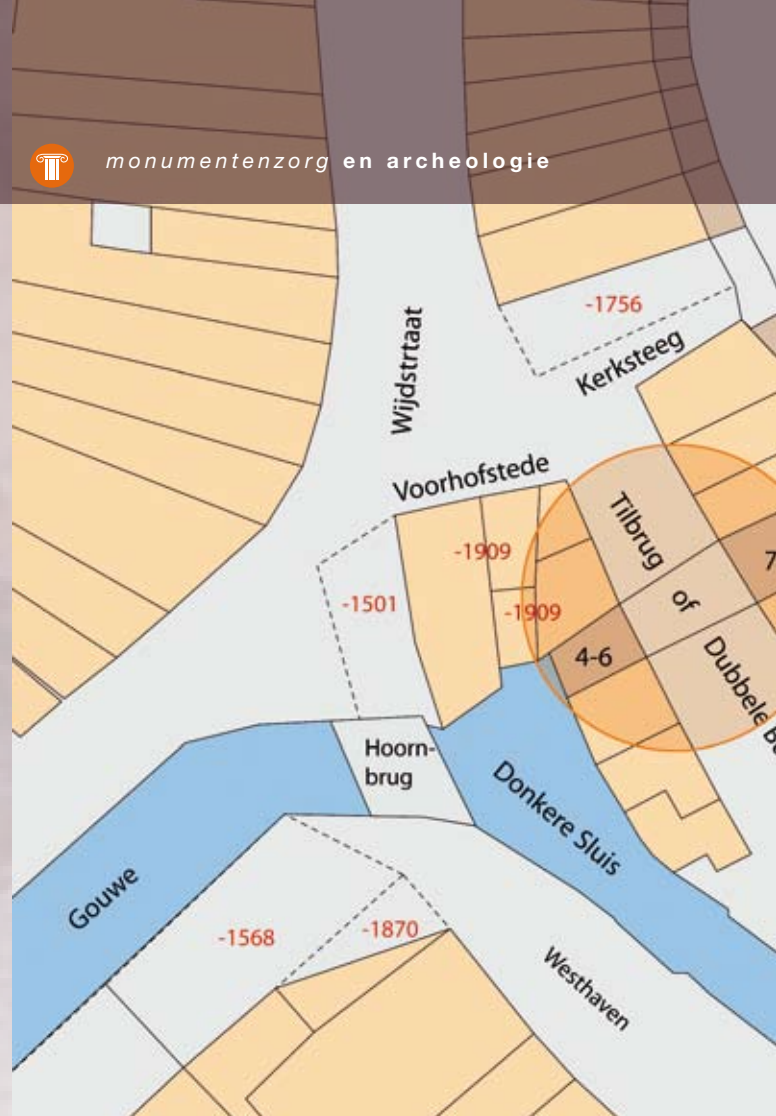 monumentenzorg en archeologie
-1756
Kerksteeg
Wijdstrtaat
Voorhofstede
-1909
-1501
-1909
Tilbrug
of
Dubbele
7
4-6
Hoorn-
brug
Donkere Sluis
Gouwe
-1568
-1870
Westhaven